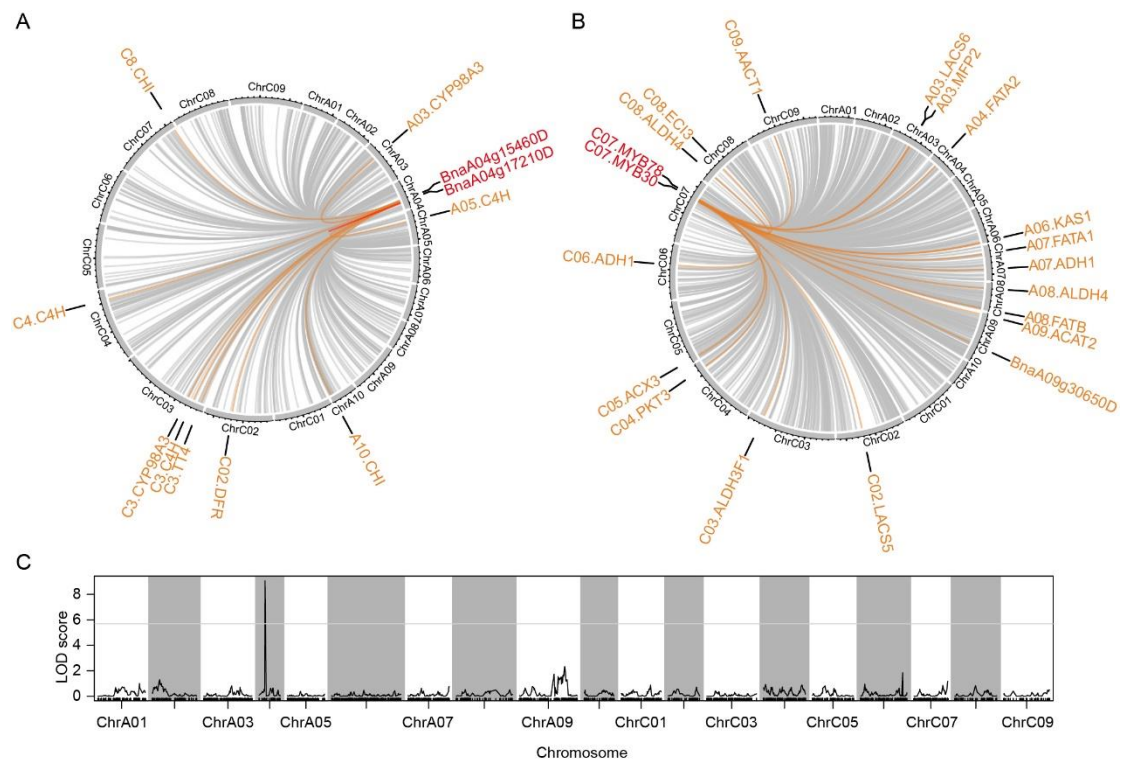 A
C8.CHI
ChrC09
ChrA01
ChrC08
ChrA02
ChrC07
ChrA03
A03.CYP98A3
BnaA04g15460D
BnaA04g17210D
ChrA04
A05.C4H
ChrC06
ChrA05
ChrC05
ChrA06
ChrA07
C4.C4H
ChrC04
ChrA09
ChrC03
ChrA10
ChrC02
ChrC01
C3.CYP98A3
C3.C4H
C3.TT4
C02.DFR
A10.CHI
B
C09.AACT1
A03.LACS6
A03.MFP2
A04.FATA2
C08.ECI3
C08.ALDH4
C07.MYB78
C07.MYB30
ChrC09
ChrA01
ChrA02
ChrA03
ChrC08
ChrA04
ChrC07
ChrA05
ChrA06
A06.KAS1
A07.FATA1
C06.ADH1
ChrC06
ChrA07
A07.ADH1
ChrA08
A08.ALDH4
A08.FATB
A09.ACAT2
ChrC05
ChrA09
BnaA09g30650D
ChrA10
C05.ACX3
C04.PKT3
ChrC04
ChrC01
ChrC03
ChrC02
C03.ALDH3F1
C02.LACS5
C
LOD score
8
6
4
2
0
ChrA01
ChrA03
ChrA05
ChrA07
ChrA09
ChrC01
ChrC03
ChrC05
ChrC07
ChrC09
Chromosome